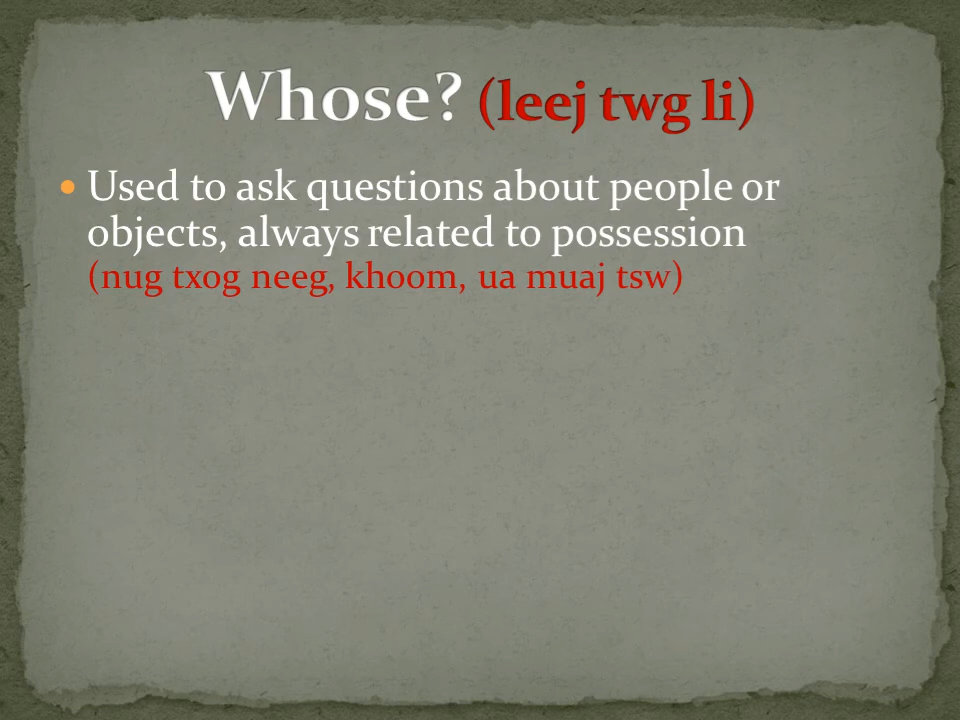 Whose? (leej twg li)
• Used to ask questions about people or
objects, always related to possession
(nug txog neeg, khoom, ua muaj tsw)